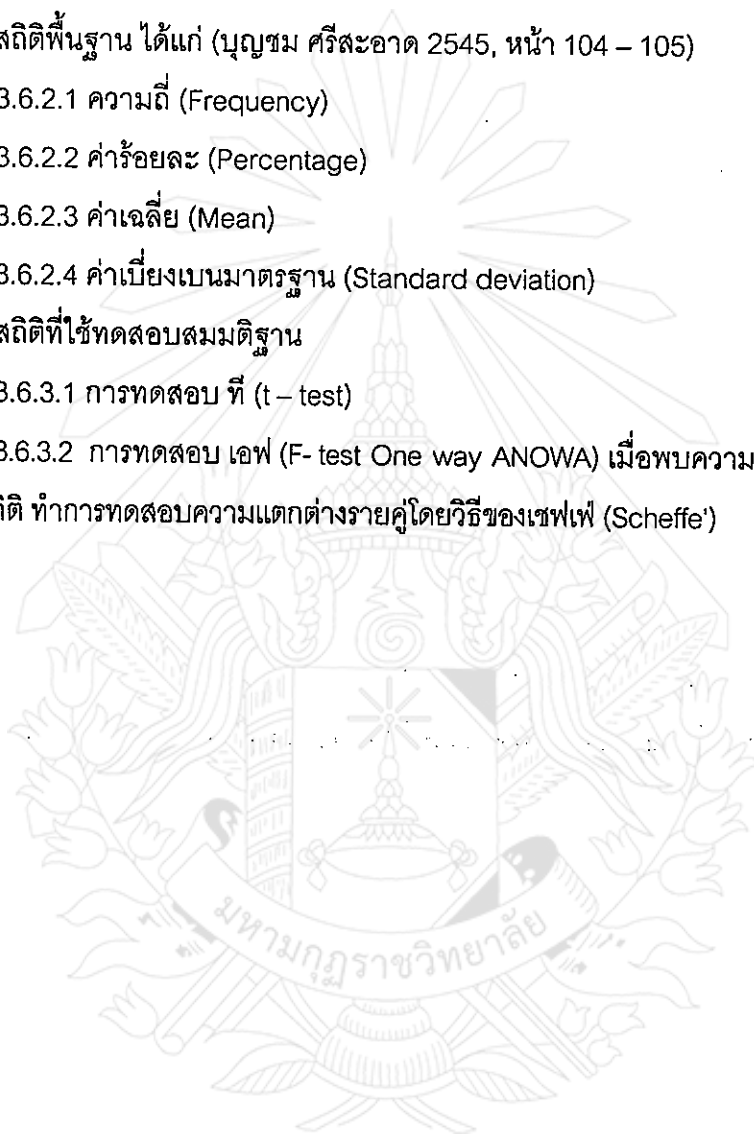 สถิติพื้นฐาน ได้แก่ (บุญชม ศรีสะอาด 2545, หน้า 104 – 105)
3.6.2.1 ความถี่ (Frequency)
3.6.2.2 ค่าร้อยละ (Percentage)
3.6.2.3 ค่าเฉลี่ย (Mean)
3.6.2.4 ค่าเบี่ยงเบนมาตรฐาน (Standard deviation)
สถิติที่ใช้ทดสอบสมมติฐาน
3.6.3.1 การทดสอบ ที (t – test)
3.6.3.2 การทดสอบ เอฟ (F- test One way ANOWA) เมื่อพบความ
ทำการทดสอบความแตกต่างรายคู่โดยวิธีของเชฟเฟ่ (Scheffe')
มหามกุฏราชวิทยาลัย